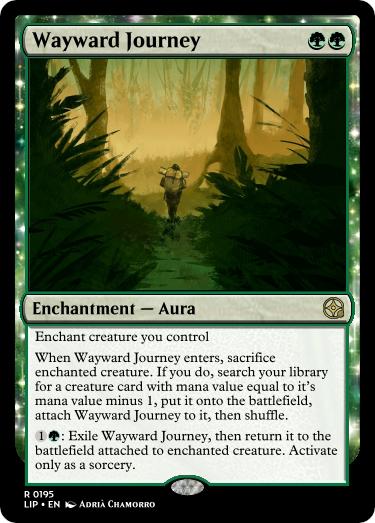 Wayward Journey
Enchantment — Aura
Enchant creature you control
When Wayward Journey enters, sacrifice
enchanted creature. If you do, search your library
for a creature card with mana value equal to it's
mana value minus 1, put it onto the battlefield,
attach Wayward Journey to it, then shuffle.
1: Exile Wayward Journey, then return it to the
battlefield attached to enchanted creature. Activate
only as a sorcery.
R 0195
LIP • EN Adrià Chamorro